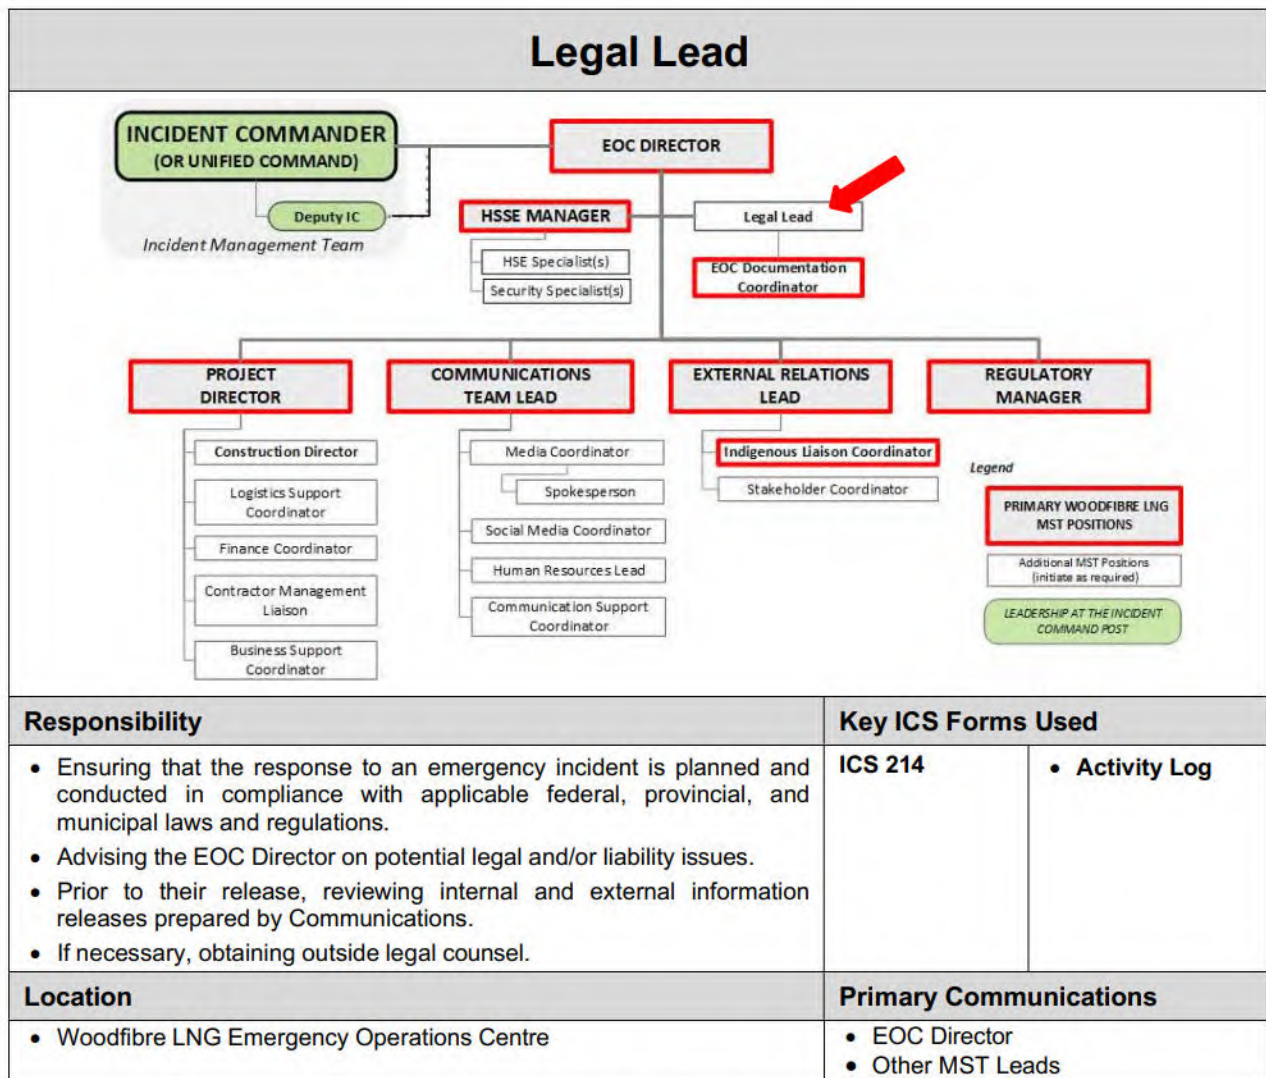 Legal Lead
INCIDENT COMMANDER
(OR UNIFIED COMMAND)
EOC DIRECTOR
Deputy IC
Incident Management Team
HSSE MANAGER
Legal Lead
HSE Specialist(s)
Security Specialist(s)
EOC Documentation
Coordinator
PROJECT
DIRECTOR
COMMUNICATIONS
TEAM LEAD
EXTERNAL RELATIONS
LEAD
REGULATORY
MANAGER
Construction Director
Logistics Support
Coordinator
Finance Coordinator
Contractor Management
Liaison
Business Support
Coordinator
Media Coordinator
Spokesperson
Social Media Coordinator
Human Resources Lead
Communication Support
Coordinator
Indigenous Liaison Coordinator
Stakeholder Coordinator
Legend
PRIMARY WOODFIBRE LNG
MST POSITIONS
Additional MST Positions
(initiate as required)
LEADERSHIP AT THE INCIDENT
COMMAND POST
Responsibility
• Ensuring that the response to an emergency incident is planned and
conducted in compliance with applicable federal, provincial, and
municipal laws and regulations.
• Advising the EOC Director on potential legal and/or liability issues.
• Prior to their release, reviewing internal and external information
releases prepared by Communications.
• If necessary, obtaining outside legal counsel.
Key ICS Forms Used
ICS 214
• Activity Log
Location
• Woodfibre LNG Emergency Operations Centre
Primary Communications
• EOC Director
• Other MST Leads